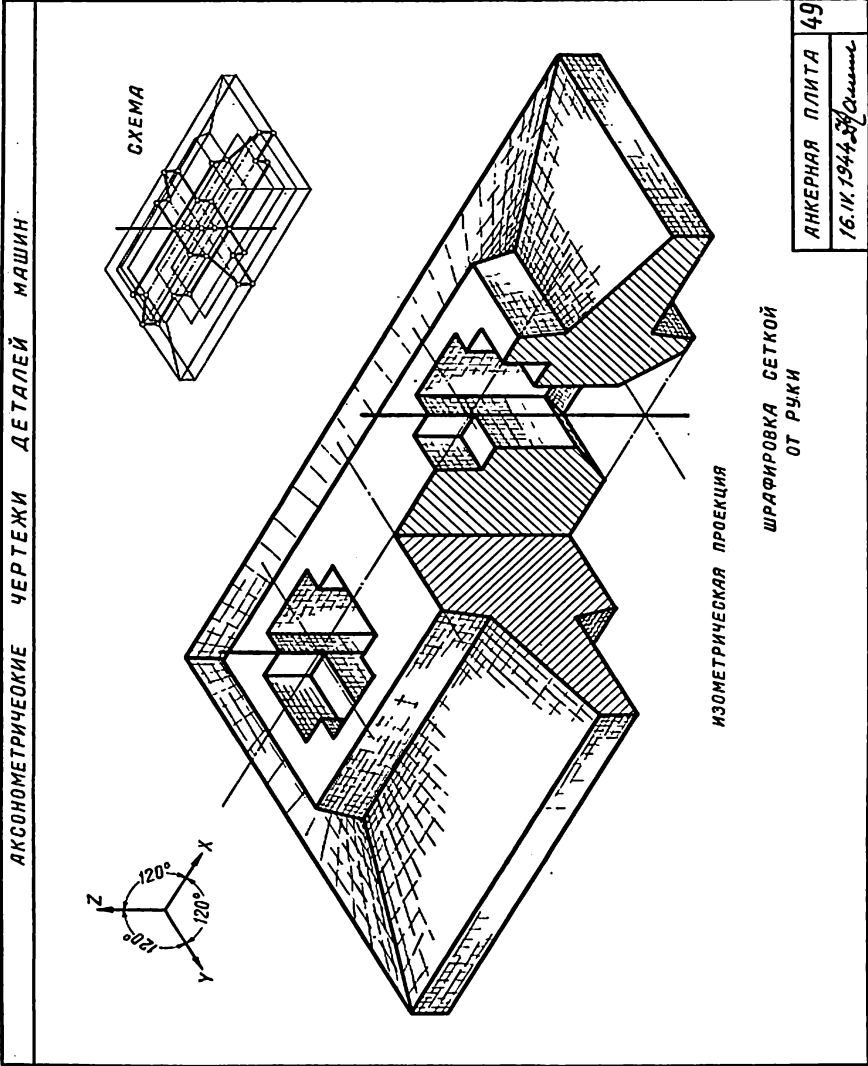 АКСОНОМЕТРИЧЕСКИЕ ЧЕРТЕЖИ ДЕТАЛЕЙ МАШИН
СХЕМА
Z
120°
120°
120°
X
Y
ИЗОМЕТРИЧЕСКАЯ ПРОЕКЦИЯ
ШРАФИРОВКА СЕТКОЙ
ОТ РУКИ
АНКЕРНАЯ ПЛИТА
49
16.IV.1944